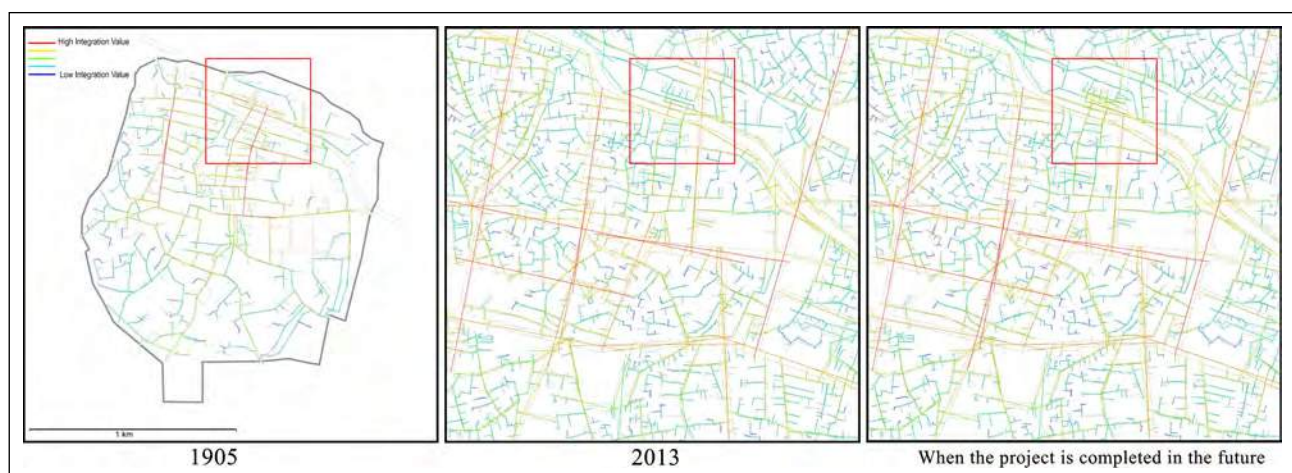 High Integration Value
Low Integration Value
1 km
1905
2013
When the project is completed in the future